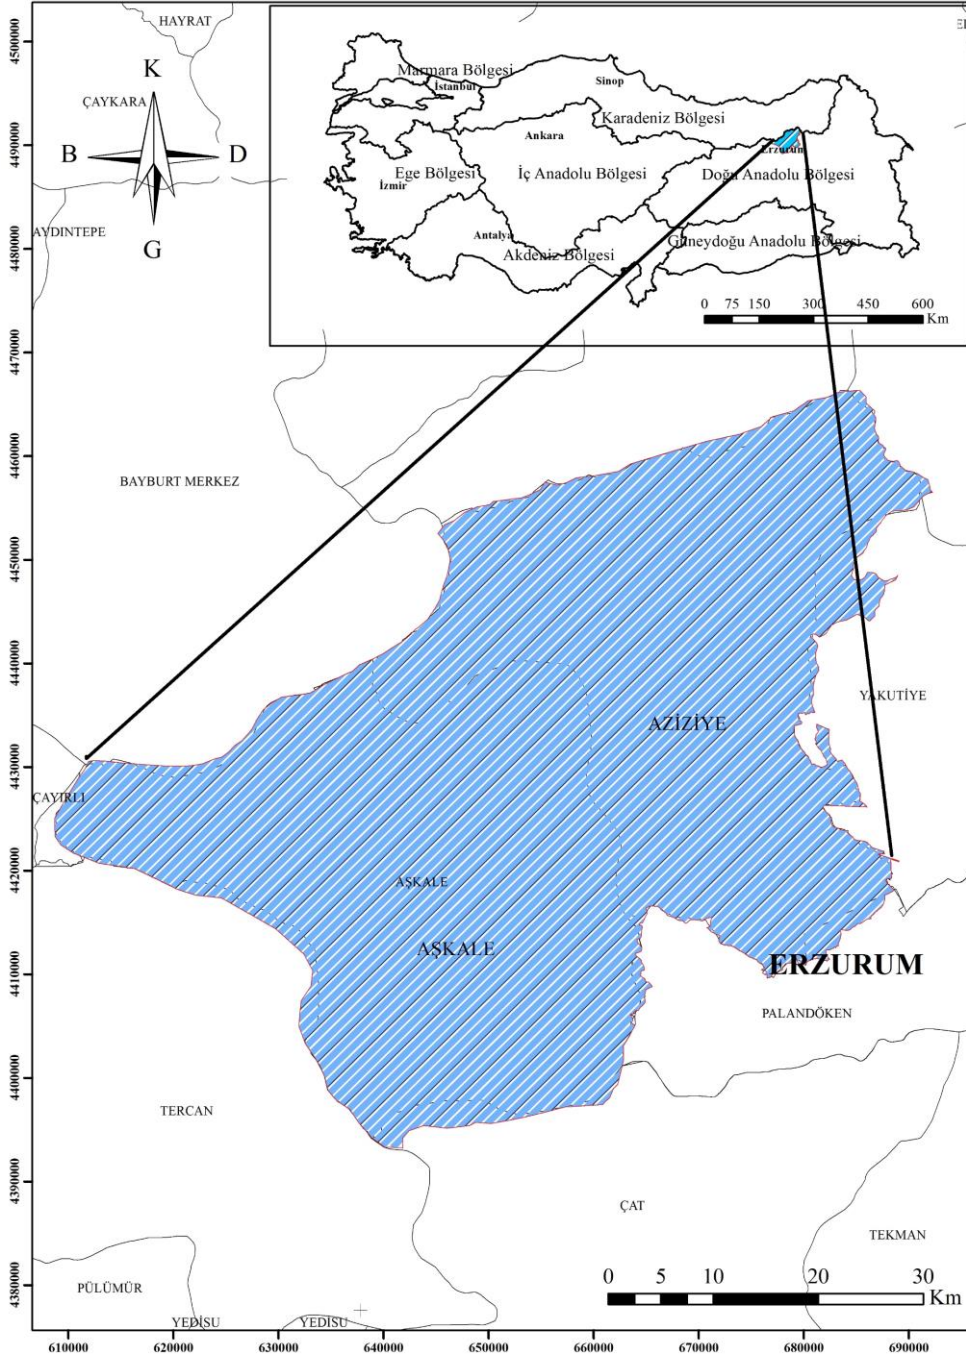 HAYRAT
4500000
K
ÇAYKARA
B
D
G
AYDINTEPE
4490000
4480000
Marmara Bölgesi
İstanbul
Sinop
Karadeniz Bölgesi
Ankara
Erzurum
Ege Bölgesi
İç Anadolu Bölgesi
Doğu Anadolu Bölgesi
İzmir
Antalya
Güneydoğu Anadolu Bölgesi
Akdeniz Bölgesi
0 75 150 300 450 600
Km
4470000
4460000
BAYBURT MERKEZ
4450000
4440000
YAKUTİYE
AZİZİYE
4430000
ÇAYIRLI
4420000
AŞKALE
AŞKALE
4410000
ERZURUM
PALANDÖKEN
4400000
TERCAN
4390000
ÇAT
TEKMAN
4380000
PÜLÜMÜR
0 5 10 20 30
Km
YEDİSU
YEDİSU
610000 620000 630000 640000 650000 660000 670000 680000 690000